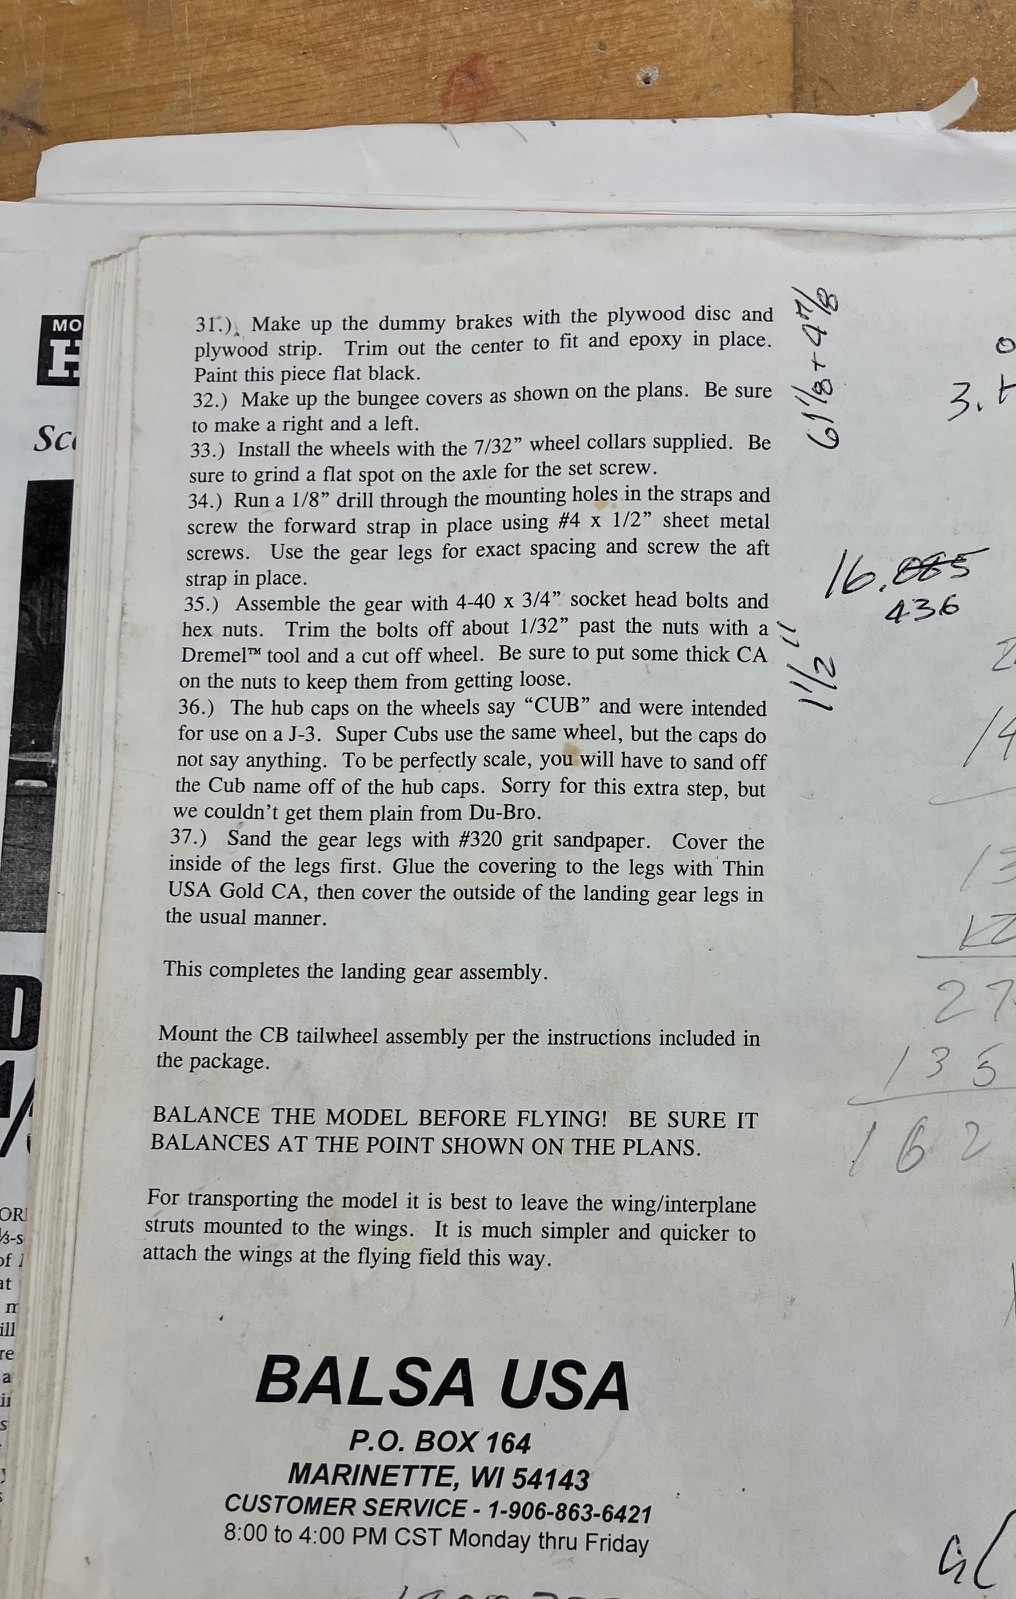 31.) Make up the dummy brakes with the plywood disc and
plywood strip. Trim out the center to fit and epoxy in place.
Paint this piece flat black.
32.) Make up the bungee covers as shown on the plans. Be sure
to make a right and a left.
33.) Install the wheels with the 7/32” wheel collars supplied. Be
sure to grind a flat spot on the axle for the set screw.
34.) Run a 1/8” drill through the mounting holes in the straps and
screw the forward strap in place using #4 x 1/2” sheet metal
screws. Use the gear legs for exact spacing and screw the aft
strap in place.
35.) Assemble the gear with 4-40 x 3/4” socket head bolts and
hex nuts. Trim the bolts off about 1/32” past the nuts with a
Dremel™ tool and a cut off wheel. Be sure to put some thick CA
on the nuts to keep them from getting loose.
36.) The hub caps on the wheels say “CUB” and were intended
for use on a J-3. Super Cubs use the same wheel, but the caps do
not say anything. To be perfectly scale, you will have to sand off
the Cub name off of the hub caps. Sorry for this extra step, but
we couldn’t get them plain from Du-Bro.
37.) Sand the gear legs with #320 grit sandpaper. Cover the
inside of the legs first. Glue the covering to the legs with Thin
USA Gold CA, then cover the outside of the landing gear legs in
the usual manner.
This completes the landing gear assembly.
Mount the CB tailwheel assembly per the instructions included in
the package.
BALANCE THE MODEL BEFORE FLYING! BE SURE IT
BALANCES AT THE POINT SHOWN ON THE PLANS.
For transporting the model it is best to leave the wing/interplane
struts mounted to the wings. It is much simpler and quicker to
attach the wings at the flying field this way.
BALSA USA
P.O. BOX 164
MARINETTE, WI 54143
CUSTOMER SERVICE - 1-906-863-6421
8:00 to 4:00 PM CST Monday thru Friday
61 1/8 + 4 7/8
16.
436
1 1/2"
14
27
135
162